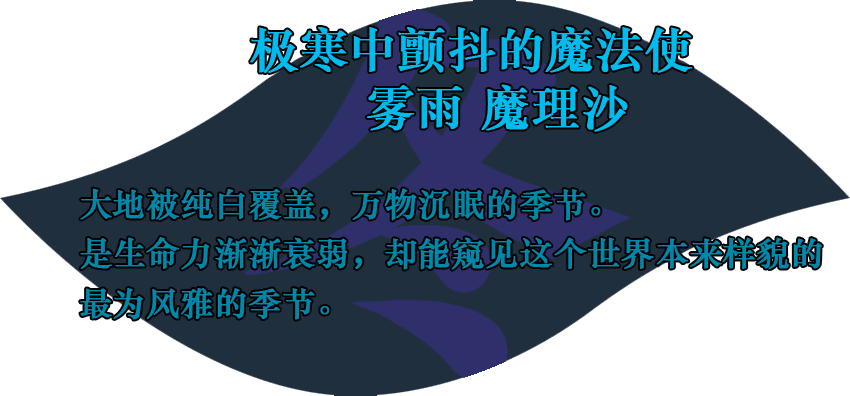 极寒中颤抖的魔法使
雾雨 魔理沙
大地被纯白覆盖，万物沉眠的季节。
是生命力渐渐衰弱，却能窥见这个世界本来样貌的
最为风雅的季节。